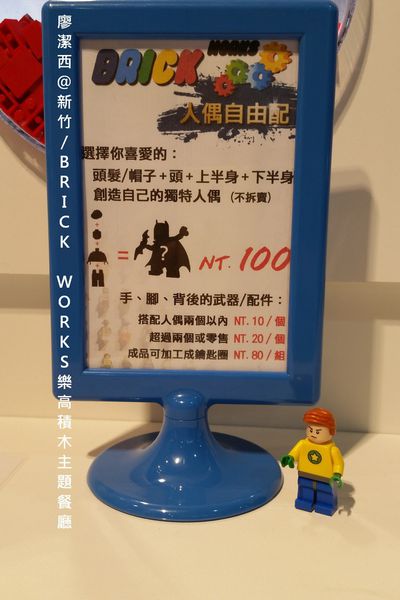 廖潔西@新竹/BRICK WORKS樂高積木主題餐廳
BRICK WORKS
人偶自由配
選擇你喜愛的：
頭髮/帽子+頭+上半身+下半身
創造自己的獨特人偶 (不拆賣)
= ? NT. 100
手、腳、背後的武器/配件：
搭配人偶兩個以內 NT. 10/個
超過兩個或零售 NT. 20/個
成品可加工成鑰匙圈 NT. 80/組